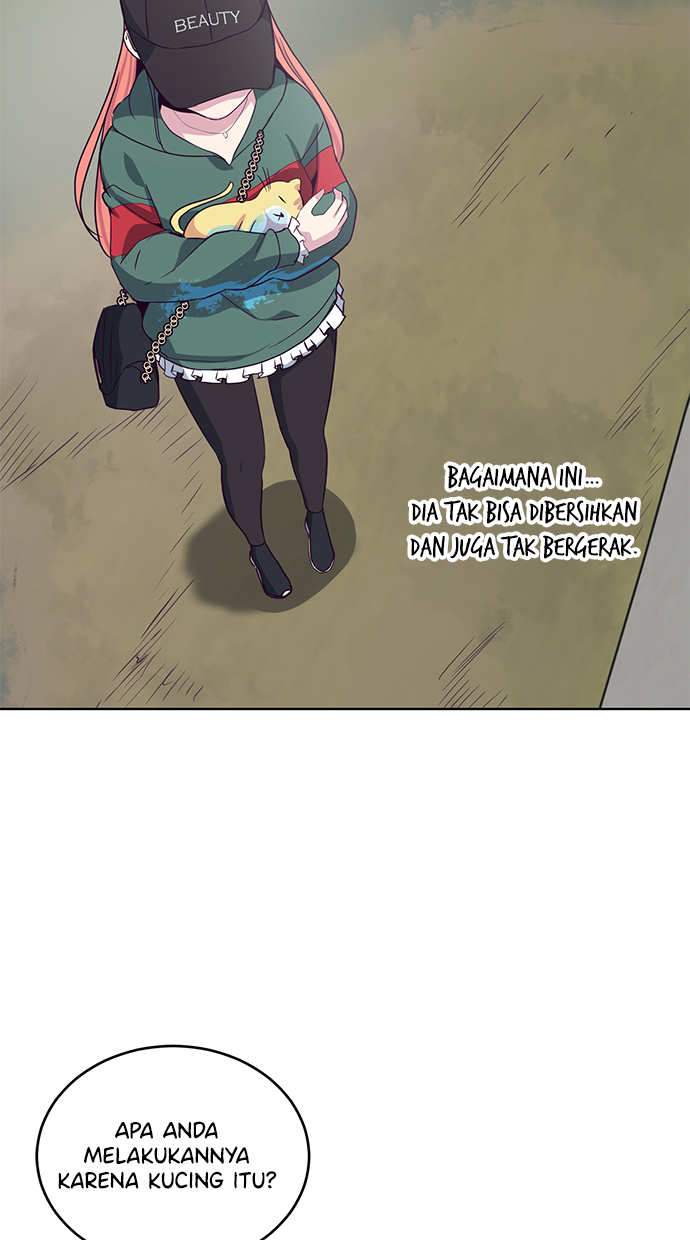 BEAUTY
BAGAIMANA INI...
DIA TAK BISA DIBERSIHKAN
DAN JUGA TAK BERGERAK.
APA ANDA
MELAKUKANNYA
KARENA KUCING ITU?